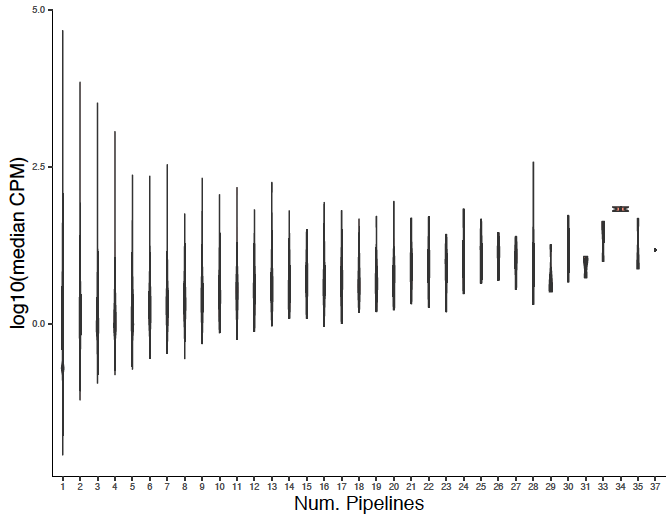 log10(median CPM)
5.0
2.5
0.0
1 2 3 4 5 6 7 8 9 10 11 12 13 14 15 16 17 18 19 20 21 22 23 24 25 26 27 28 29 30 31 33 34 35 37
Num. Pipelines